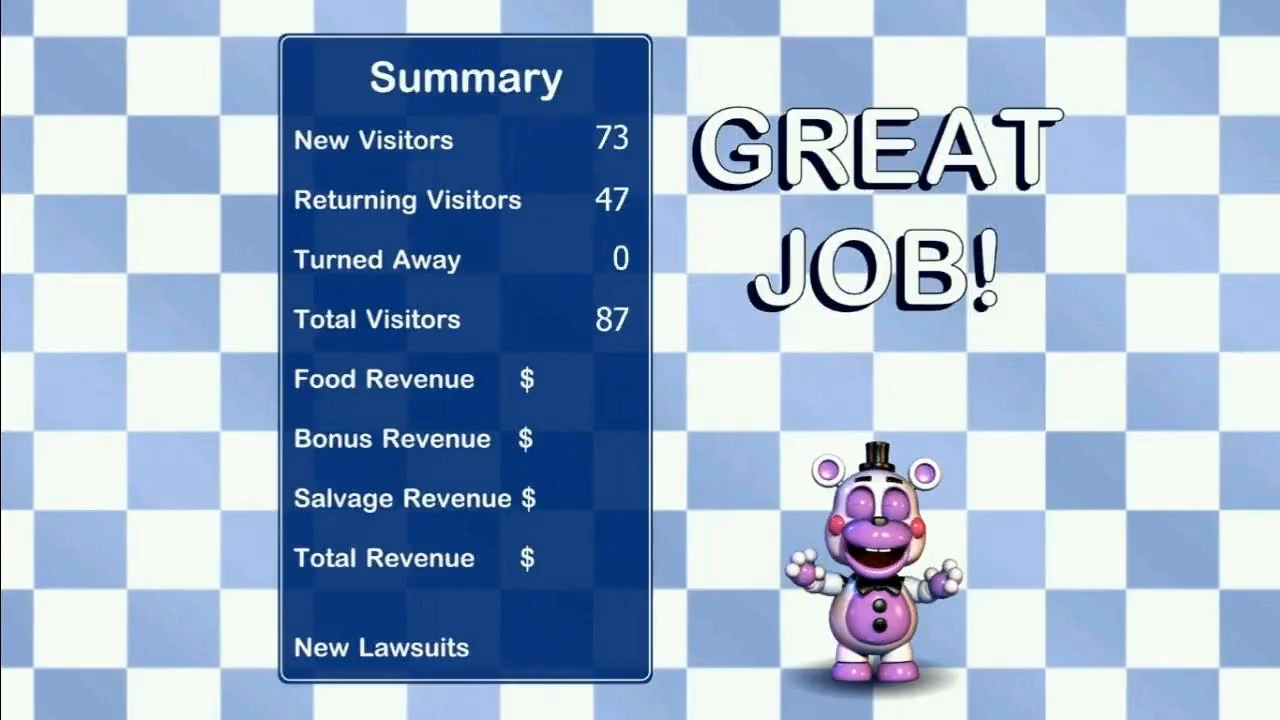 Summary
New Visitors 73
Returning Visitors 47
Turned Away 0
Total Visitors 87
Food Revenue $
Bonus Revenue $
Salvage Revenue $
Total Revenue $
New Lawsuits
GREAT
JOB!